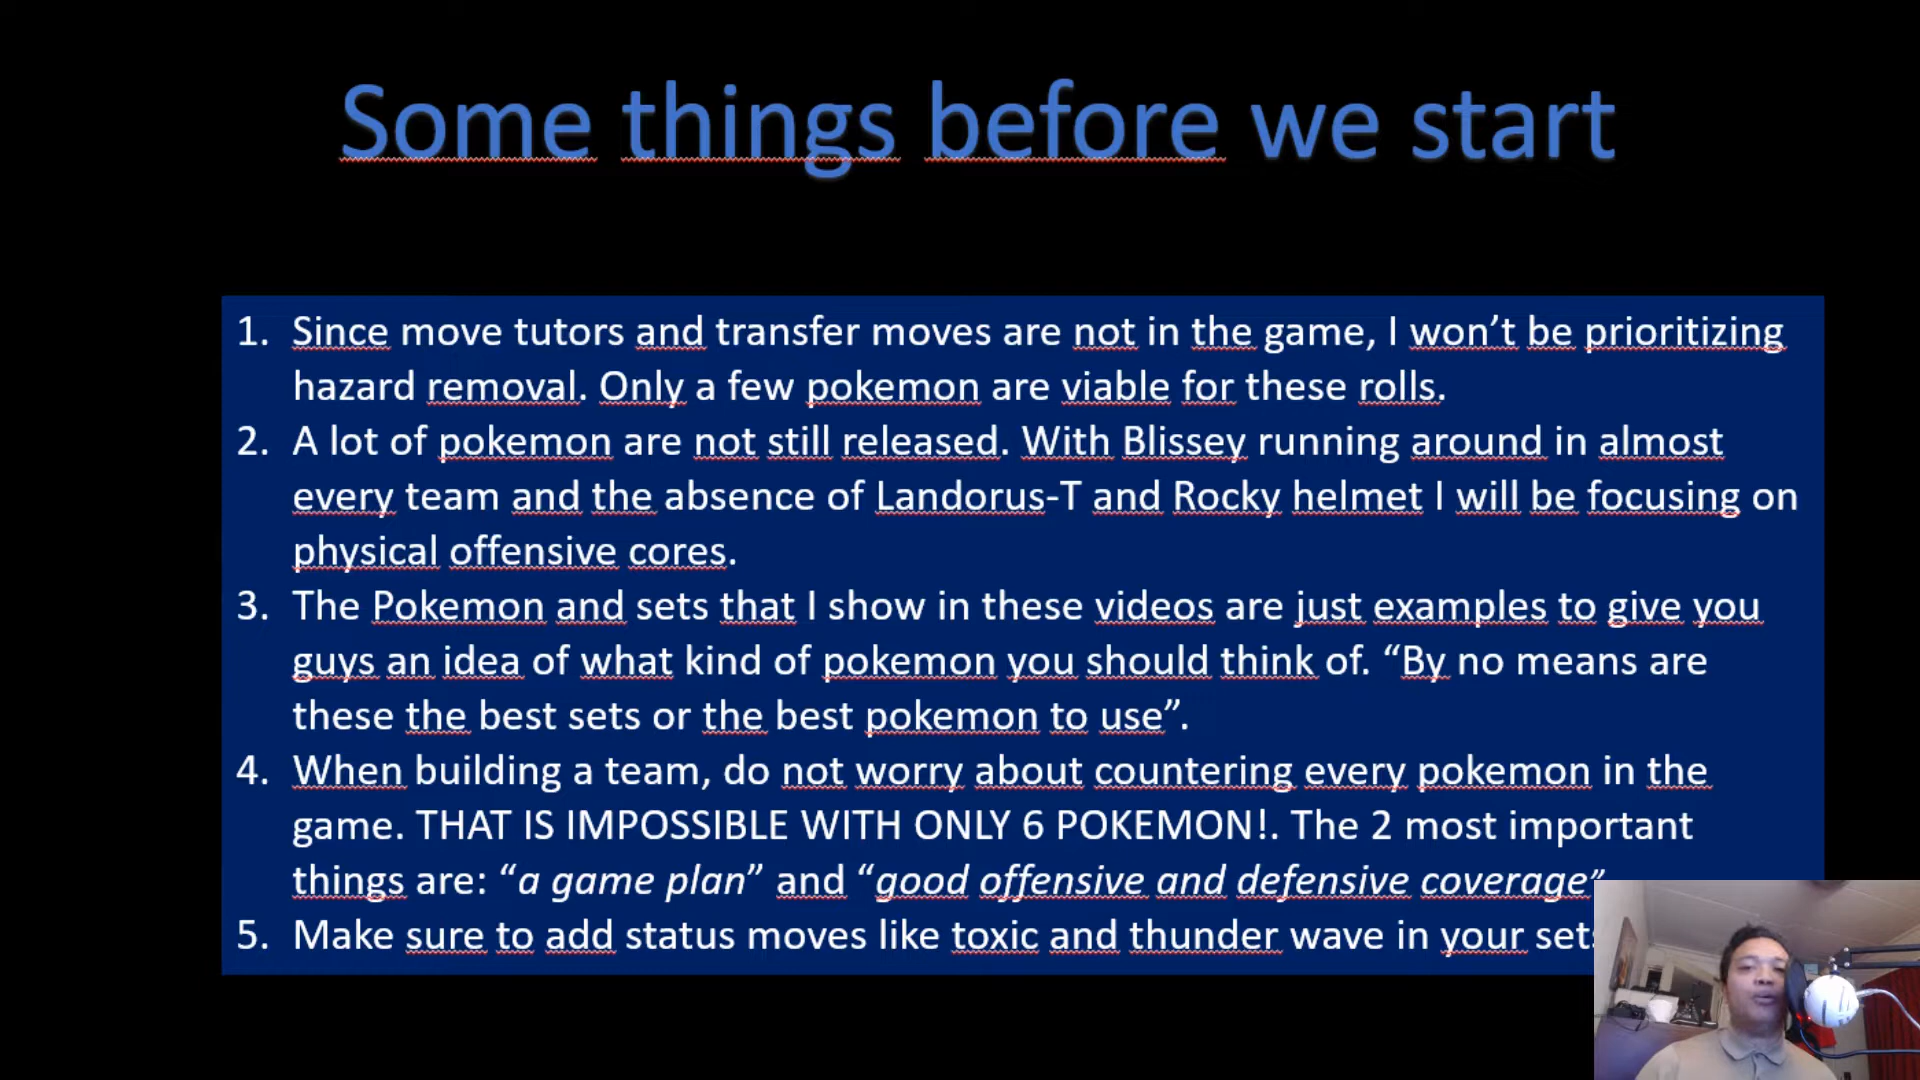 Some things before we start
1. Since move tutors and transfer moves are not in the game, I won’t be prioritizing
hazard removal. Only a few pokemon are viable for these rolls.
2. A lot of pokemon are not still released. With Blissey running around in almost
every team and the absence of Landorus-T and Rocky helmet I will be focusing on
physical offensive cores.
3. The Pokemon and sets that I show in these videos are just examples to give you
guys an idea of what kind of pokemon you should think of. “By no means are
these the best sets or the best pokemon to use”.
4. When building a team, do not worry about countering every pokemon in the
game. THAT IS IMPOSSIBLE WITH ONLY 6 POKEMON!. The 2 most important
things are: “a game plan” and “good offensive and defensive coverage”
5. Make sure to add status moves like toxic and thunder wave in your sets